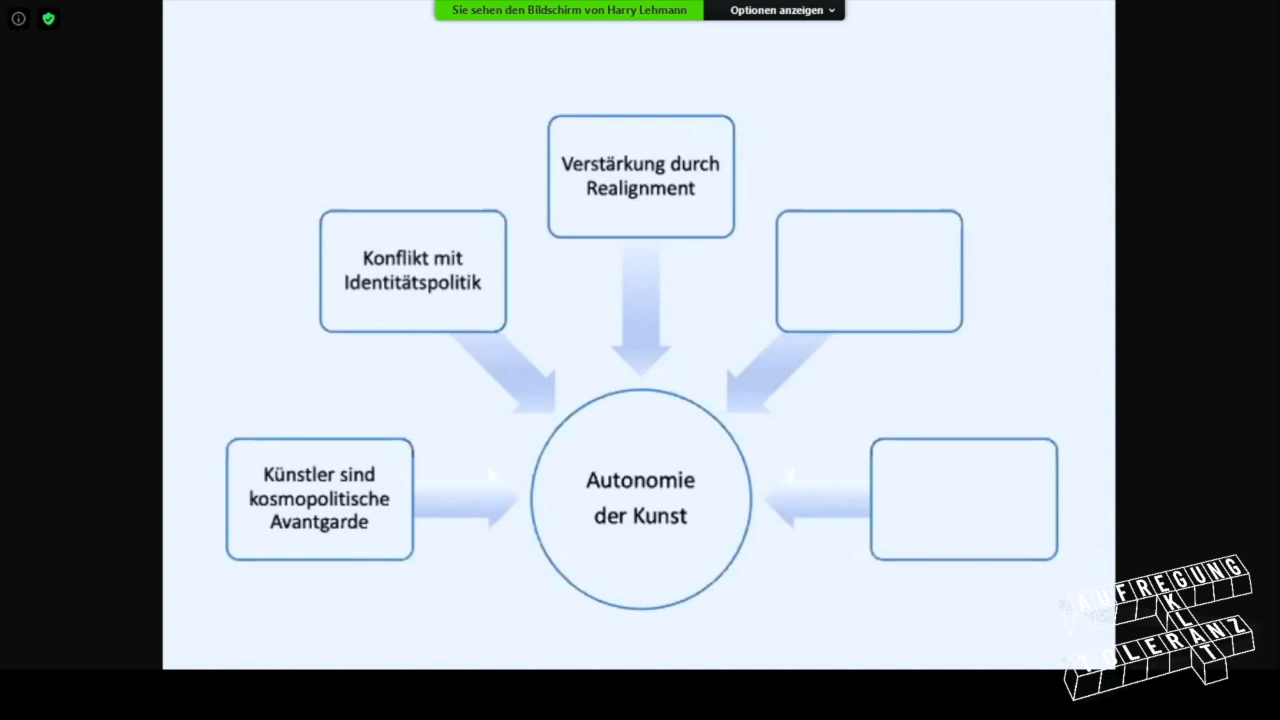 Sie sehen den Bildschirm von Harry Lehmann
Optionen anzeigen
Verstärkung durch
Realignment
Konflikt mit
Identitätspolitik
Künstler sind
kosmopolitische
Avantgarde
Autonomie
der Kunst
AUFREGUNG
KLÄRT
TOLERANZ